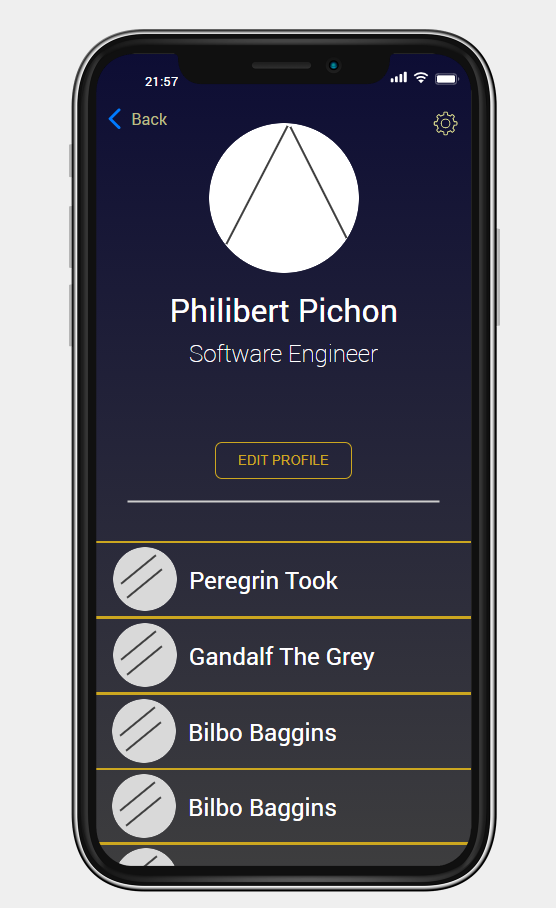 21:57
Back
Philibert Pichon
Software Engineer
EDIT PROFILE
Peregrin Took
Gandalf The Grey
Bilbo Baggins
Bilbo Baggins